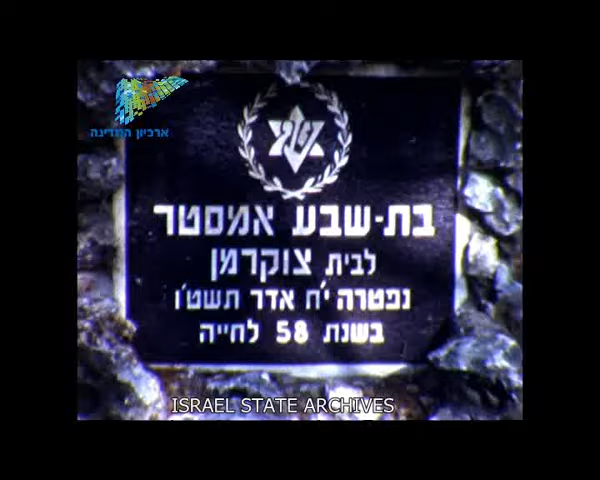 ארכיון המדינה
בת-שבע אמסטר
לבית צוקרמן
נפטרה י"ח אדר תשט"ו
בשנת 58 לחייה
ISRAEL STATE ARCHIVES